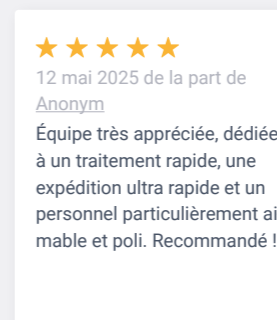 12 mai 2025 de la part de
Anonym
Équipe très appréciée, dédiée
à un traitement rapide, une
expédition ultra rapide et un
personnel particulièrement ai
mable et poli. Recommandé !